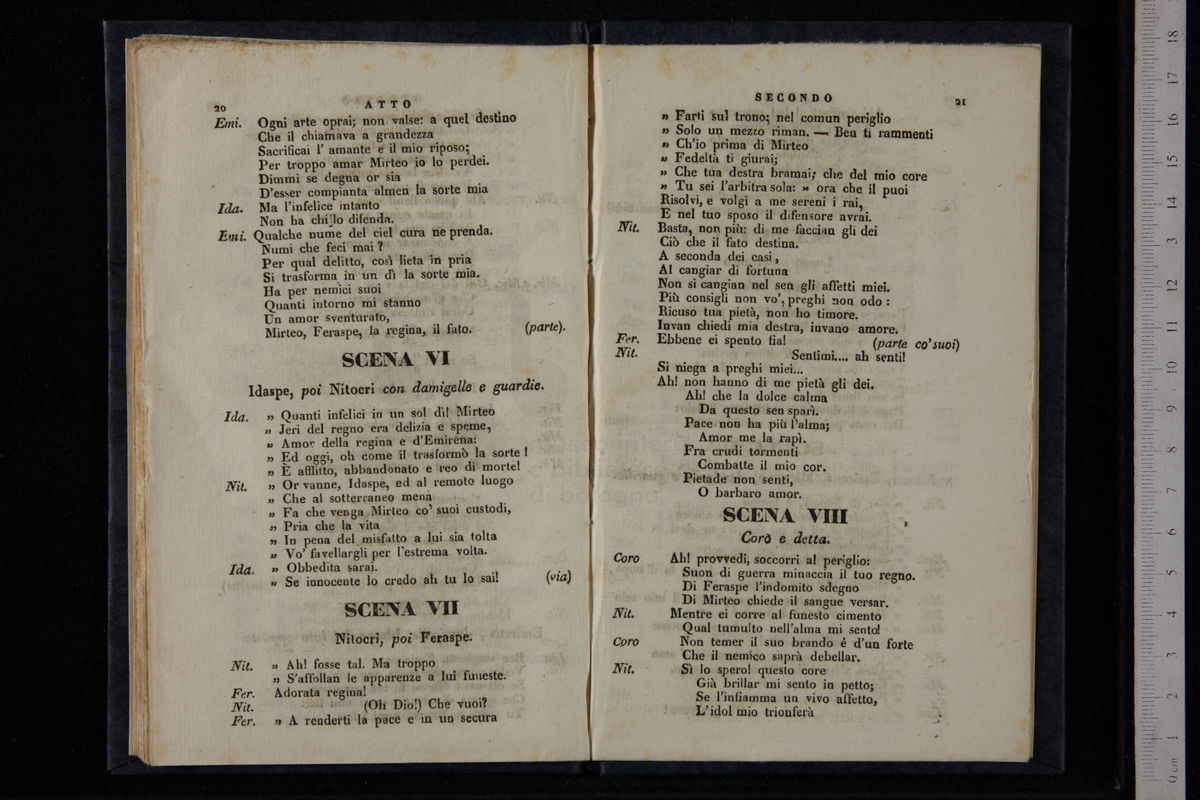 20
ATTO
Emi. Ogni arte oprai; non valse: a quel destino
Che il chiamava a grandezza
Sacrificai l' amante e il mio riposo;
Per troppo amar Mirteo io lo perdei.
Dimmi se degna or sia
D'esser compianta almen la sorte mia
Ida. Ma l'infelice intanto
Non ha chi lo difenda.
Emi. Qualche nume del ciel cura ne prenda.
Numi che feci mai?
Per qual delitto, così lieta in pria
Si trasforma in un dì la sorte mia.
Ha per nemici suoi
Quanti intorno mi stanno
Un amor sventurato,
Mirteo, Feraspe, la regina, il fato. (parte).
SCENA VI
Idaspe, poi Nitocri con damigelle e guardie.
Ida. » Quanti infelici in un sol dì! Mirteo
» Jeri del regno era delizia e speme,
» Amor della regina e d'Emirena:
» Ed oggi, oh come il trasformò la sorte!
» È afflitto, abbandonato e reo di morte!
Nit. » Or vanne, Idaspe, ed al remoto luogo
» Che al sotterraneo mena
» Fa che venga Mirteo co' suoi custodi,
» Pria che la vita
» In pena del misfatto a lui sia tolta
» Vo' favellargli per l'estrema volta.
Ida. » Obbedita sarai.
» Se innocente lo credo ah tu lo sai! (via)
SCENA VII
Nitocri, poi Feraspe.
Nit. » Ah! fosse tal. Ma troppo
» S'affollan le apparenze a lui funeste.
Fer. Adorata regina!
Nit. (Oh Dio!) Che vuoi?
Fer. » A renderti la pace e in un secura
SECONDO
21
» Farti sul trono; nel comun periglio
» Solo un mezzo riman. — Ben ti rammenti
» Ch'io prima di Mirteo
» Fedeltà ti giurai;
» Che tua destra bramai; che del mio core
» Tu sei l'arbitra sola: » ora che il puoi
Risolvi, e volgi a me sereni i rai,
E nel tuo sposo il difensore avrai.
Nit. Basta, non più: di me faccian gli dei
Ciò che il fato destina.
A seconda dei casi,
Al cangiar di fortuna
Non si cangian nel sen gli affetti miei.
Più consigli non vo', preghi non odo:
Ricuso tua pietà, non ho timore.
Invan chiedi mia destra, invano amore.
Fer. Ebbene ei spento fia! (parte co' suoi)
Nit. Sentimi.... ah senti!
Si niega a preghi miei...
Ah! non hanno di me pietà gli dei.
Ah! che la dolce calma
Da questo sen sparì.
Pace non ha più l'alma;
Amor me la rapì.
Fra crudi tormenti
Combatte il mio cor.
Pietade non senti,
O barbaro amor.
SCENA VIII
Coro e detta.
Coro Ah! provvedi, soccorri al periglio:
Suon di guerra minaccia il tuo regno.
Di Feraspe l'indomito sdegno
Di Mirteo chiede il sangue versar.
Nit. Mentre ei corre al funesto cimento
Qual tumulto nell'alma mi sento!
Coro Non temer il suo brando è d'un forte
Che il nemico saprà debellar.
Nit. Sì lo spero! questo core
Già brillar mi sento in petto;
Se l'infiamma un vivo affetto,
L'idol mio trionferà